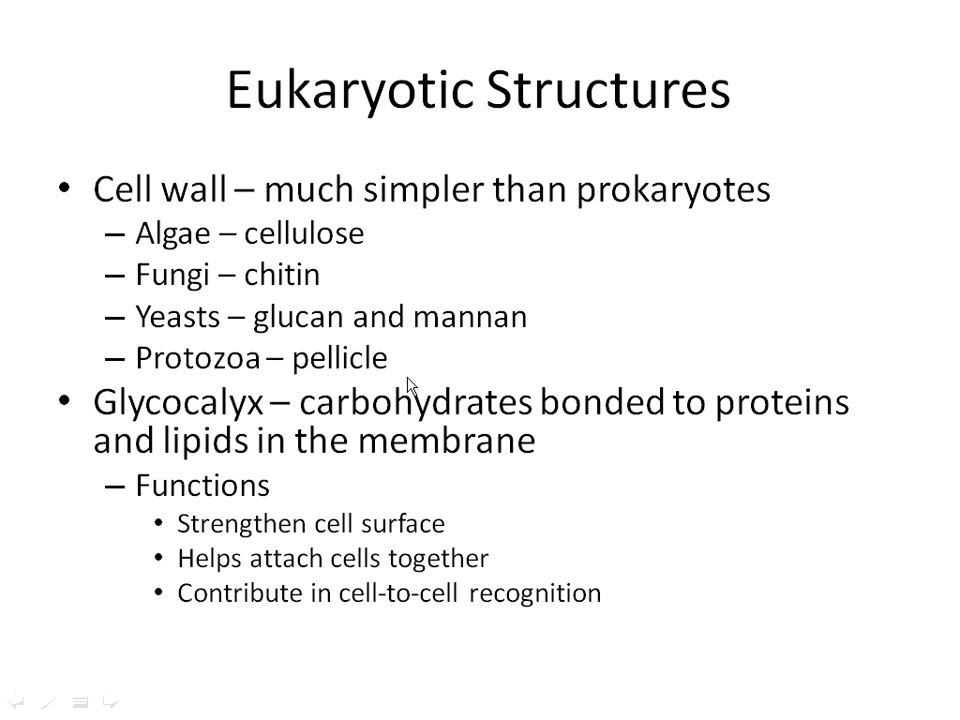 Eukaryotic Structures
• Cell wall – much simpler than prokaryotes
– Algae – cellulose
– Fungi – chitin
– Yeasts – glucan and mannan
– Protozoa – pellicle
• Glycocalyx – carbohydrates bonded to proteins
and lipids in the membrane
– Functions
• Strengthen cell surface
• Helps attach cells together
• Contribute in cell-to-cell recognition